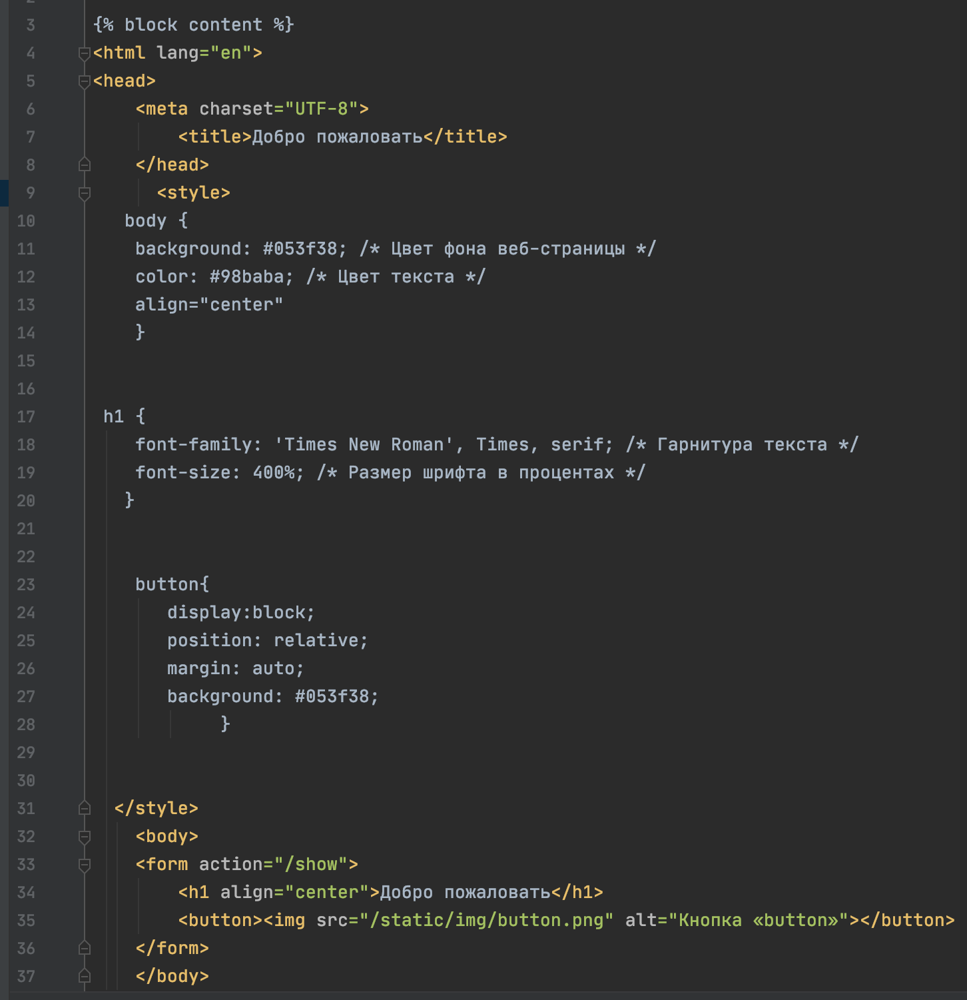 3 {% block content %}
4 <html lang="en">
5 <head>
6 <meta charset="UTF-8">
7 <title>Добро пожаловать</title>
8 </head>
9 <style>
10 body {
11 background: #053f38; /* Цвет фона веб-страницы */
12 color: #98baba; /* Цвет текста */
13 align="center"
14 }
15
16
17 h1 {
18 font-family: 'Times New Roman', Times, serif; /* Гарнитура текста */
19 font-size: 400%; /* Размер шрифта в процентах */
20 }
21
22
23 button{
24 display:block;
25 position: relative;
26 margin: auto;
27 background: #053f38;
28 }
29
30
31 </style>
32 <body>
33 <form action="/show">
34 <h1 align="center">Добро пожаловать</h1>
35 <button><img src="/static/img/button.png" alt="Кнопка «button»"></button>
36 </form>
37 </body>